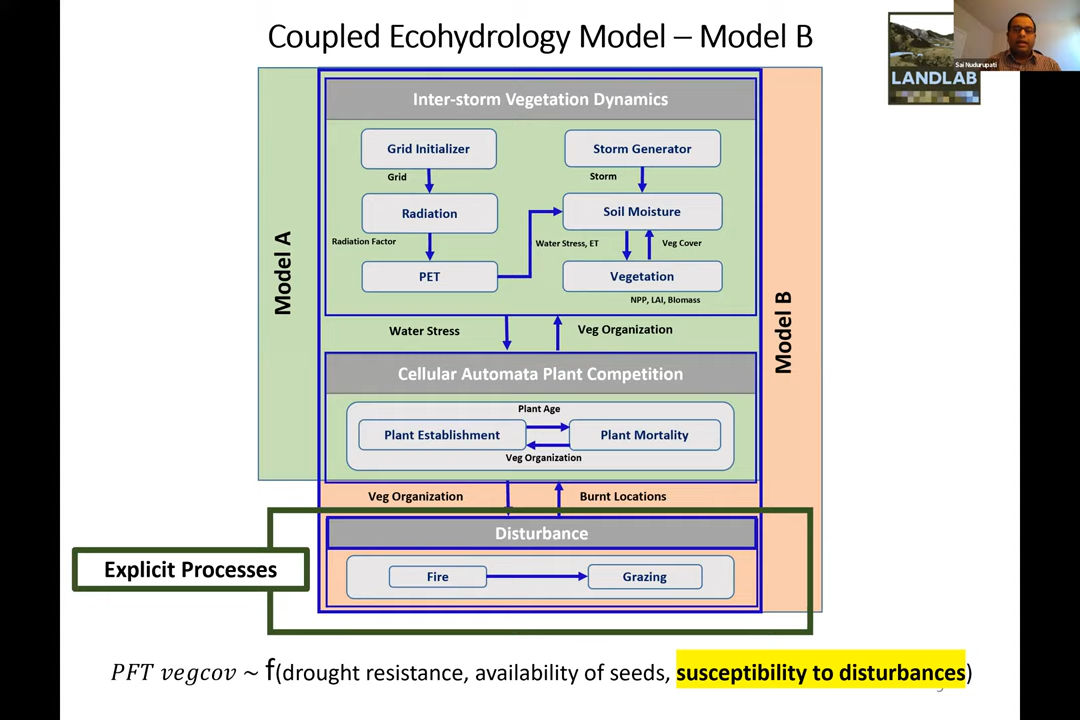 Coupled Ecohydrology Model – Model B
Sai Nudurupati
LANDLAB
Inter-storm Vegetation Dynamics
Grid Initializer
Storm Generator
Grid
Storm
Radiation
Soil Moisture
Radiation Factor
Water Stress, ET
Veg Cover
PET
Vegetation
NPP, LAI, BIomass
Model A
Model B
Water Stress
Veg Organization
Cellular Automata Plant Competition
Plant Age
Plant Establishment
Plant Mortality
Veg Organization
Veg Organization
Burnt Locations
Disturbance
Explicit Processes
Fire
Grazing
PFT vegcov ~ f(drought resistance, availability of seeds, susceptibility to disturbances)